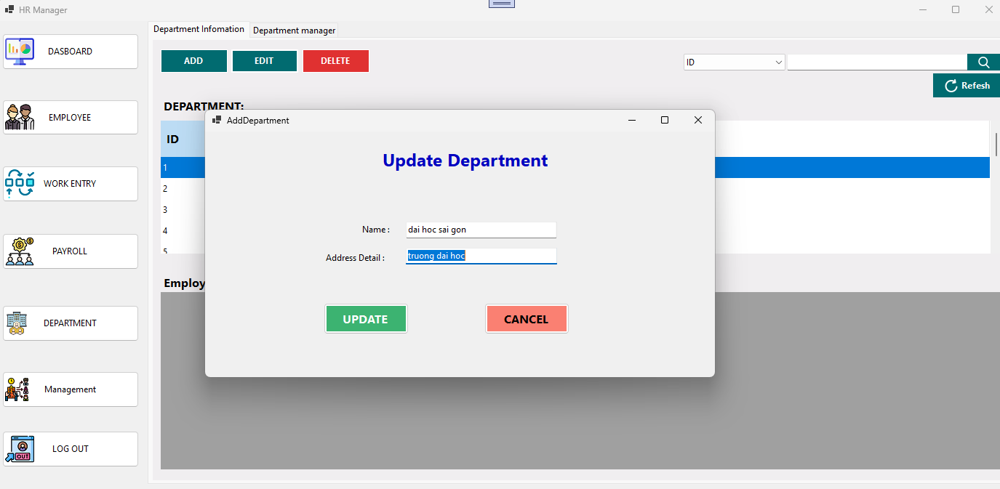 HR Manager
Department Infomation
Department manager
DASBOARD
EMPLOYEE
WORK ENTRY
PAYROLL
DEPARTMENT
Management
OUT
LOG OUT
ADD
EDIT
DELETE
ID
Refesh
DEPARTMENT:
ID
1
2
3
4
5
Employ
AddDepartment
Update Department
Name :
dai hoc sai gon
Address Detail :
truong dai hoc
UPDATE
CANCEL